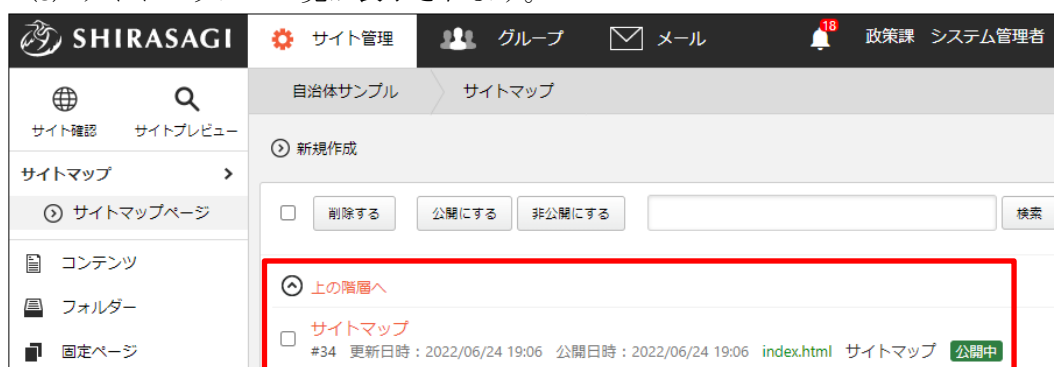 SHIRASAGI サイト管理 グループ メール 18 政策課 システム管理者
サイト確認 サイトプレビュー
自治体サンプル サイトマップ
新規作成
サイトマップ
サイトマップページ
削除する 公開にする 非公開にする 検索
コンテンツ
フォルダー
固定ページ
上の階層へ
サイトマップ
#34 更新日時:2022/06/24 19:06 公開日時:2022/06/24 19:06 index.html サイトマップ 公開中